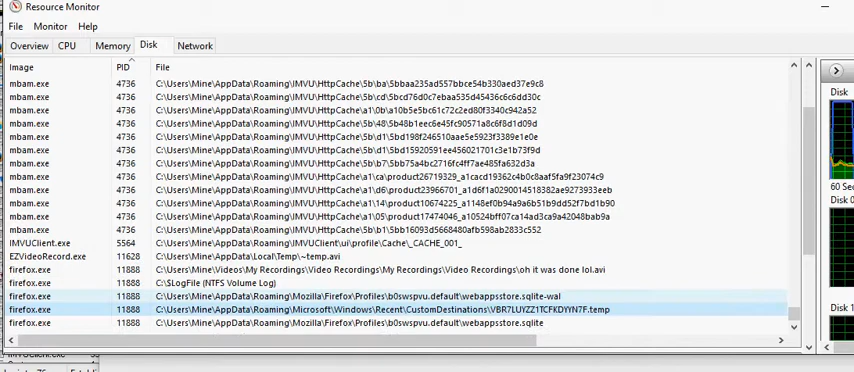 Resource Monitor
File Monitor Help
Overview CPU Memory Disk Network
Image PID File
mbam.exe 4736 C:\Users\Mine\AppData\Roaming\IMVU\HttpCache\5b\ba\5bbaa235ad557bbce54b330aed37e9c8
mbam.exe 4736 C:\Users\Mine\AppData\Roaming\IMVU\HttpCache\5b\cd\5bcd76d0c7ebaa535d45436c6c6dd30c
mbam.exe 4736 C:\Users\Mine\AppData\Roaming\IMVU\HttpCache\a1\0b\a10b5e5bc61c72c2ed80f3340c942a52
mbam.exe 4736 C:\Users\Mine\AppData\Roaming\IMVU\HttpCache\5b\48\5b48b1eec6e45fc90571a8c6f8d1d09d
mbam.exe 4736 C:\Users\Mine\AppData\Roaming\IMVU\HttpCache\5b\d1\5bd198f246510aae5e5923f3389e1e0e
mbam.exe 4736 C:\Users\Mine\AppData\Roaming\IMVU\HttpCache\5b\d1\5bd15920591ee456021701c3e1b73f9d
mbam.exe 4736 C:\Users\Mine\AppData\Roaming\IMVU\HttpCache\5b\b7\5bb75a4bc2716fc4ff7ae485fa632d3a
mbam.exe 4736 C:\Users\Mine\AppData\Roaming\IMVU\HttpCache\a1\ca\product26719329_a1cad19362c4b0c8aaf5fa9f23074c9
mbam.exe 4736 C:\Users\Mine\AppData\Roaming\IMVU\HttpCache\a1\d6\product23966701_a1d6f1a0290014518382ae9273933eeb
mbam.exe 4736 C:\Users\Mine\AppData\Roaming\IMVU\HttpCache\a1\14\product10674225_a1148ef0b94a9a6b51b9dd52f7bd1b90
mbam.exe 4736 C:\Users\Mine\AppData\Roaming\IMVU\HttpCache\a1\05\product17474046_a10524bff07ca14ad3ca9a42048bab9a
mbam.exe 4736 C:\Users\Mine\AppData\Roaming\IMVU\HttpCache\5b\b1\5bb16093d5668480afb598ab2833c552
IMVUClient.exe 5564 C:\Users\Mine\AppData\Roaming\IMVUClient\ui\profile\Cache\_CACHE_001_
EZVideoRecord.exe 11628 C:\Users\Mine\AppData\Local\Temp\~temp.avi
firefox.exe 11888 C:\Users\Mine\Videos\My Recordings\Video Recordings\My Recordings\Video Recordings\oh it was done lol.avi
firefox.exe 11888 C:\$LogFile (NTFS Volume Log)
firefox.exe 11888 C:\Users\Mine\AppData\Roaming\Mozilla\Firefox\Profiles\b0swspvu.default\webappsstore.sqlite-wal
firefox.exe 11888 C:\Users\Mine\AppData\Roaming\Microsoft\Windows\Recent\CustomDestinations\VBR7LUYZZ1TCFKDYYN7F.temp
firefox.exe 11888 C:\Users\Mine\AppData\Roaming\Mozilla\Firefox\Profiles\b0swspvu.default\webappsstore.sqlite
Disk
60 Sec
Disk 0
Disk 1